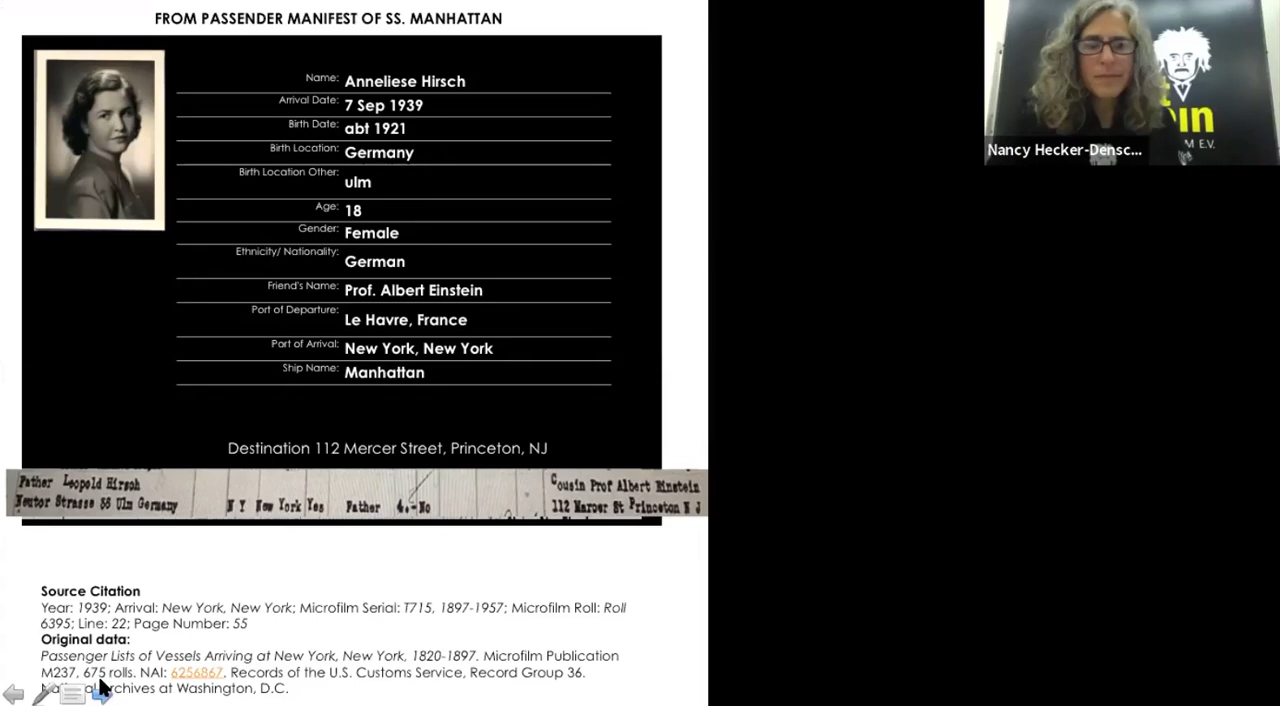 FROM PASSENDER MANIFEST OF SS. MANHATTAN
Name: Anneliese Hirsch
Arrival Date: 7 Sep 1939
Birth Date: abt 1921
Birth Location: Germany
Birth Location Other: ulm
Age: 18
Gender: Female
Ethnicity/ Nationality: German
Friend's Name: Prof. Albert Einstein
Port of Departure: Le Havre, France
Port of Arrival: New York, New York
Ship Name: Manhattan
Destination 112 Mercer Street, Princeton, NJ
Father Leopold Hirsch Cousin Prof Albert Einstein
Strasse Ulm Germany N Y New York Yes Father No 112 Mercer St Princeton N J
Source Citation
Year: 1939; Arrival: New York, New York; Microfilm Serial: T715, 1897-1957; Microfilm Roll: Roll
6395; Line: 22; Page Number: 55
Original data:
Passenger Lists of Vessels Arriving at New York, New York, 1820-1897. Microfilm Publication
M237, 675 rolls. NAI: 6256867. Records of the U.S. Customs Service, Record Group 36.
Archives at Washington, D.C.
Nancy Hecker-Densc...
M E.V.